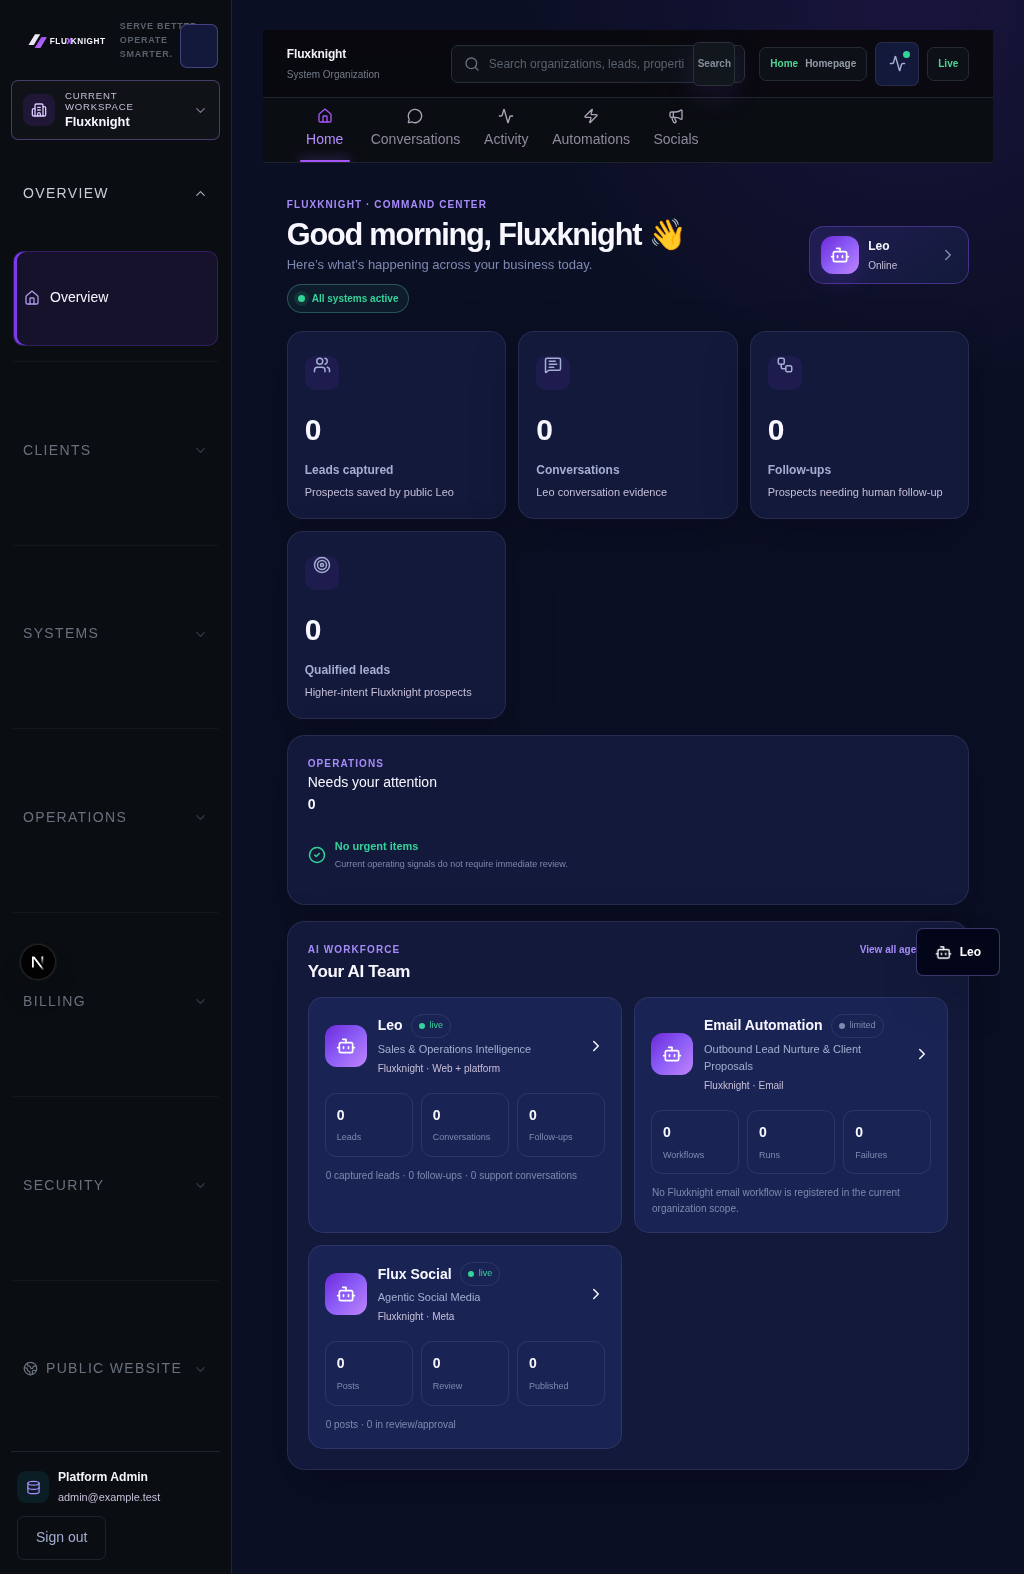 FLUXKNIGHT
SERVE BETTER.
OPERATE
SMARTER.
CURRENT
WORKSPACE
Fluxknight
OVERVIEW
Overview
CLIENTS
SYSTEMS
OPERATIONS
BILLING
SECURITY
PUBLIC WEBSITE
Platform Admin
admin@example.test
Sign out
Fluxknight
System Organization
Search organizations, leads, properti
Search
Home Homepage
Live
Home
Conversations
Activity
Automations
Socials
FLUXKNIGHT · COMMAND CENTER
Good morning, Fluxknight 👋
Here's what's happening across your business today.
All systems active
Leo
Online
0
Leads captured
Prospects saved by public Leo
0
Conversations
Leo conversation evidence
0
Follow-ups
Prospects needing human follow-up
0
Qualified leads
Higher-intent Fluxknight prospects
OPERATIONS
Needs your attention
0
No urgent items
Current operating signals do not require immediate review.
AI WORKFORCE
Your AI Team
View all age
Leo
Leo live
Sales & Operations Intelligence
Fluxknight · Web + platform
0
Leads
0
Conversations
0
Follow-ups
0 captured leads · 0 follow-ups · 0 support conversations
Email Automation limited
Outbound Lead Nurture & Client
Proposals
Fluxknight · Email
0
Workflows
0
Runs
0
Failures
No Fluxknight email workflow is registered in the current
organization scope.
Flux Social live
Agentic Social Media
Fluxknight · Meta
0
Posts
0
Review
0
Published
0 posts · 0 in review/approval